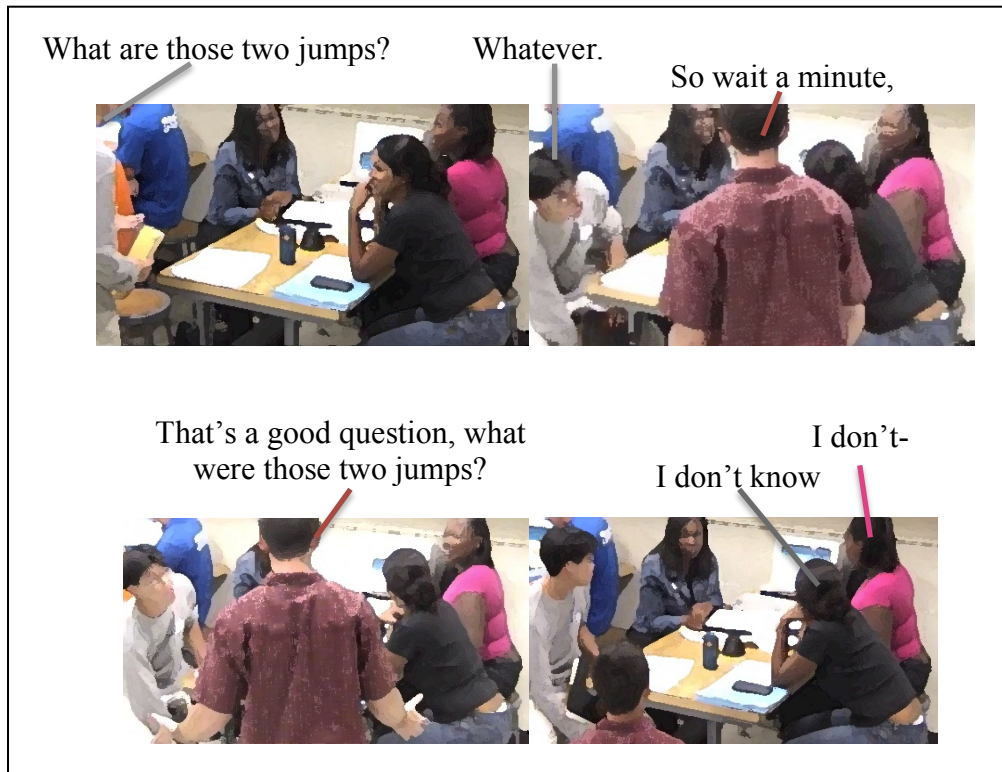 What are those two jumps?
Whatever.
So wait a minute,
That’s a good question, what
were those two jumps?
I don’t know
I don’t-